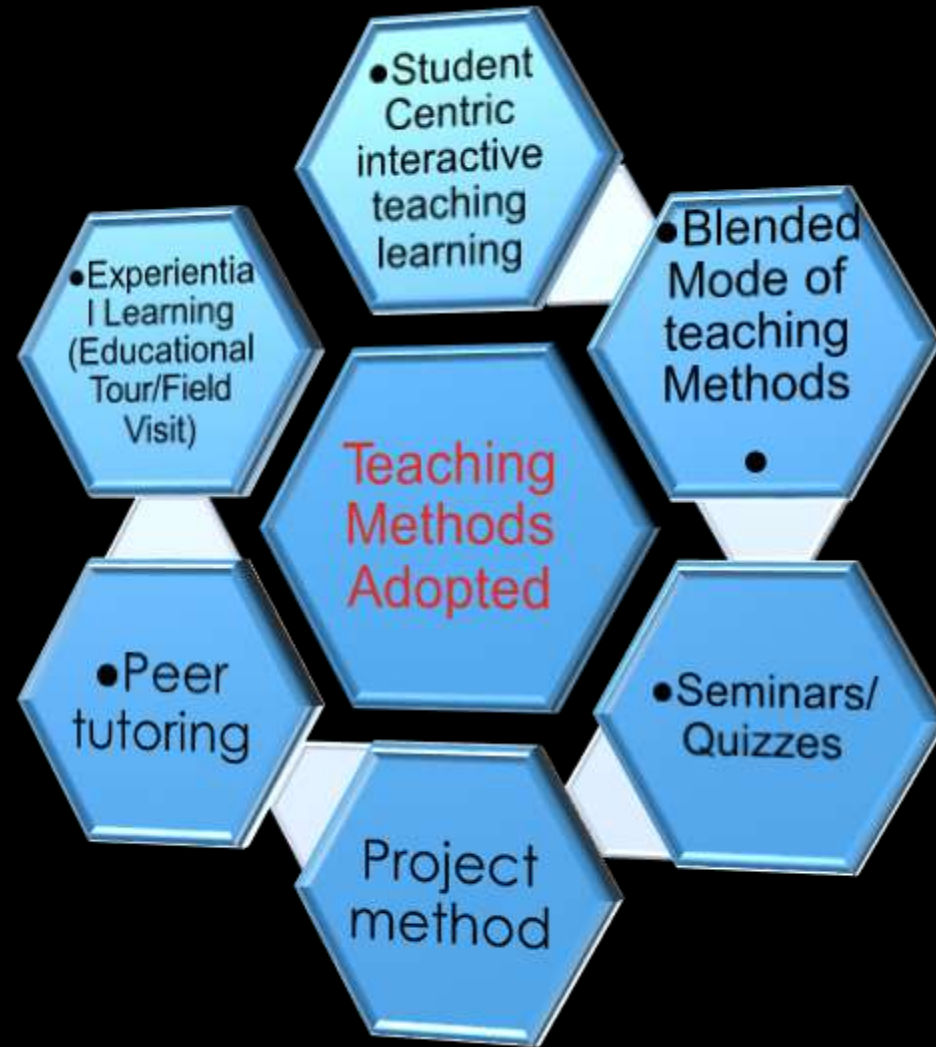 •Student
Centric
interactive
teaching
learning
•Blended
Mode of
teaching
Methods
•
•Seminars/
Quizzes
Project
method
•Peer
tutoring
•Experientia
l Learning
(Educational
Tour/Field
Visit)
Teaching
Methods
Adopted